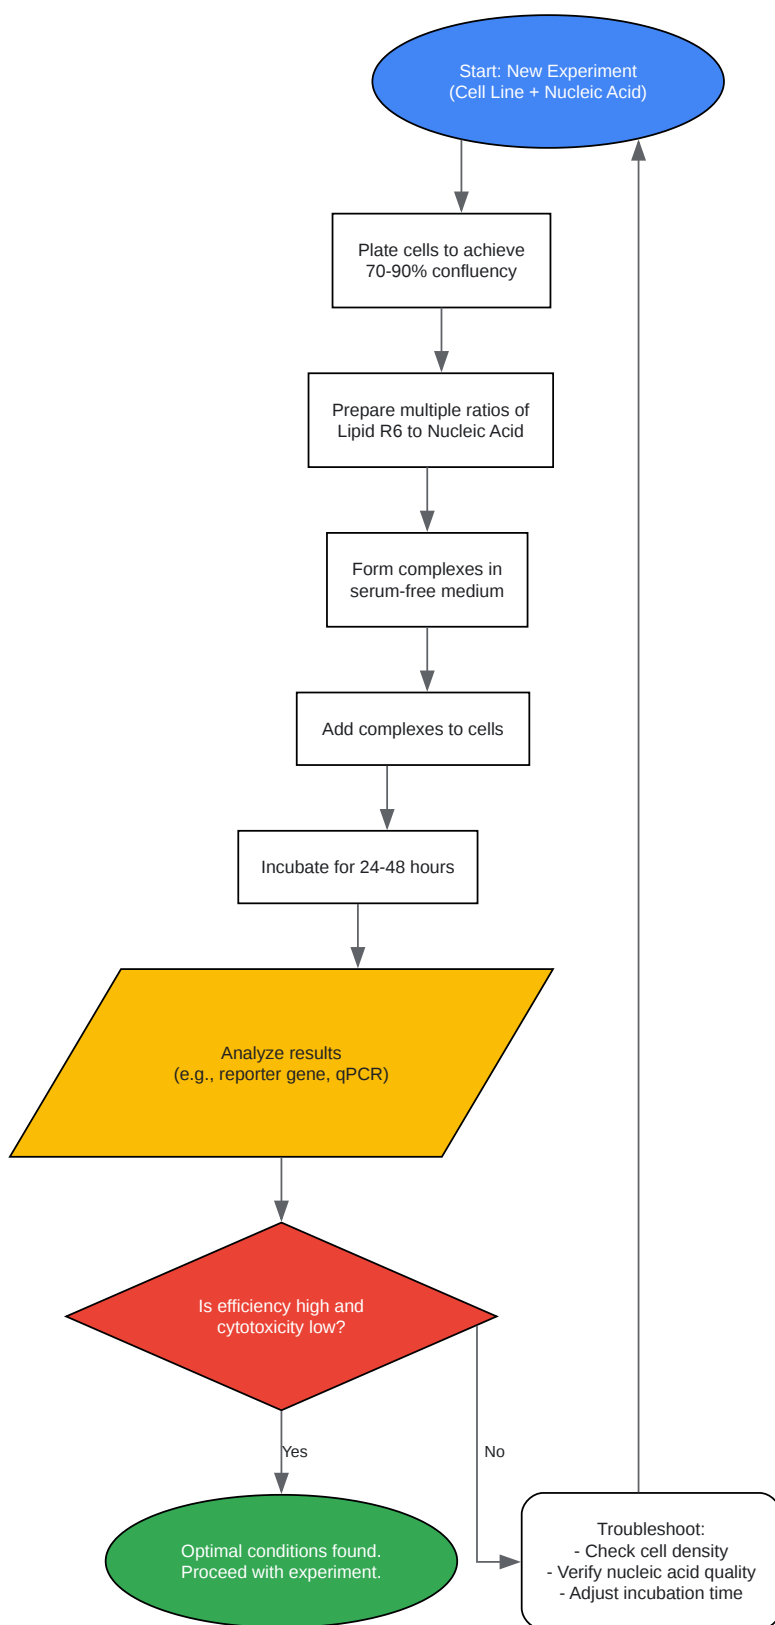 Start: New Experiment
(Cell Line + Nucleic Acid)
Plate cells to achieve
70-90% confluency
Prepare multiple ratios of
Lipid R6 to Nucleic Acid
Form complexes in
serum-free medium
Add complexes to cells
Incubate for 24-48 hours
Analyze results
(e.g., reporter gene, qPCR)
Is efficiency high and
cytotoxicity low?
Yes
No
Optimal conditions found.
Proceed with experiment.
Troubleshoot:
- Check cell density
- Verify nucleic acid quality
- Adjust incubation time